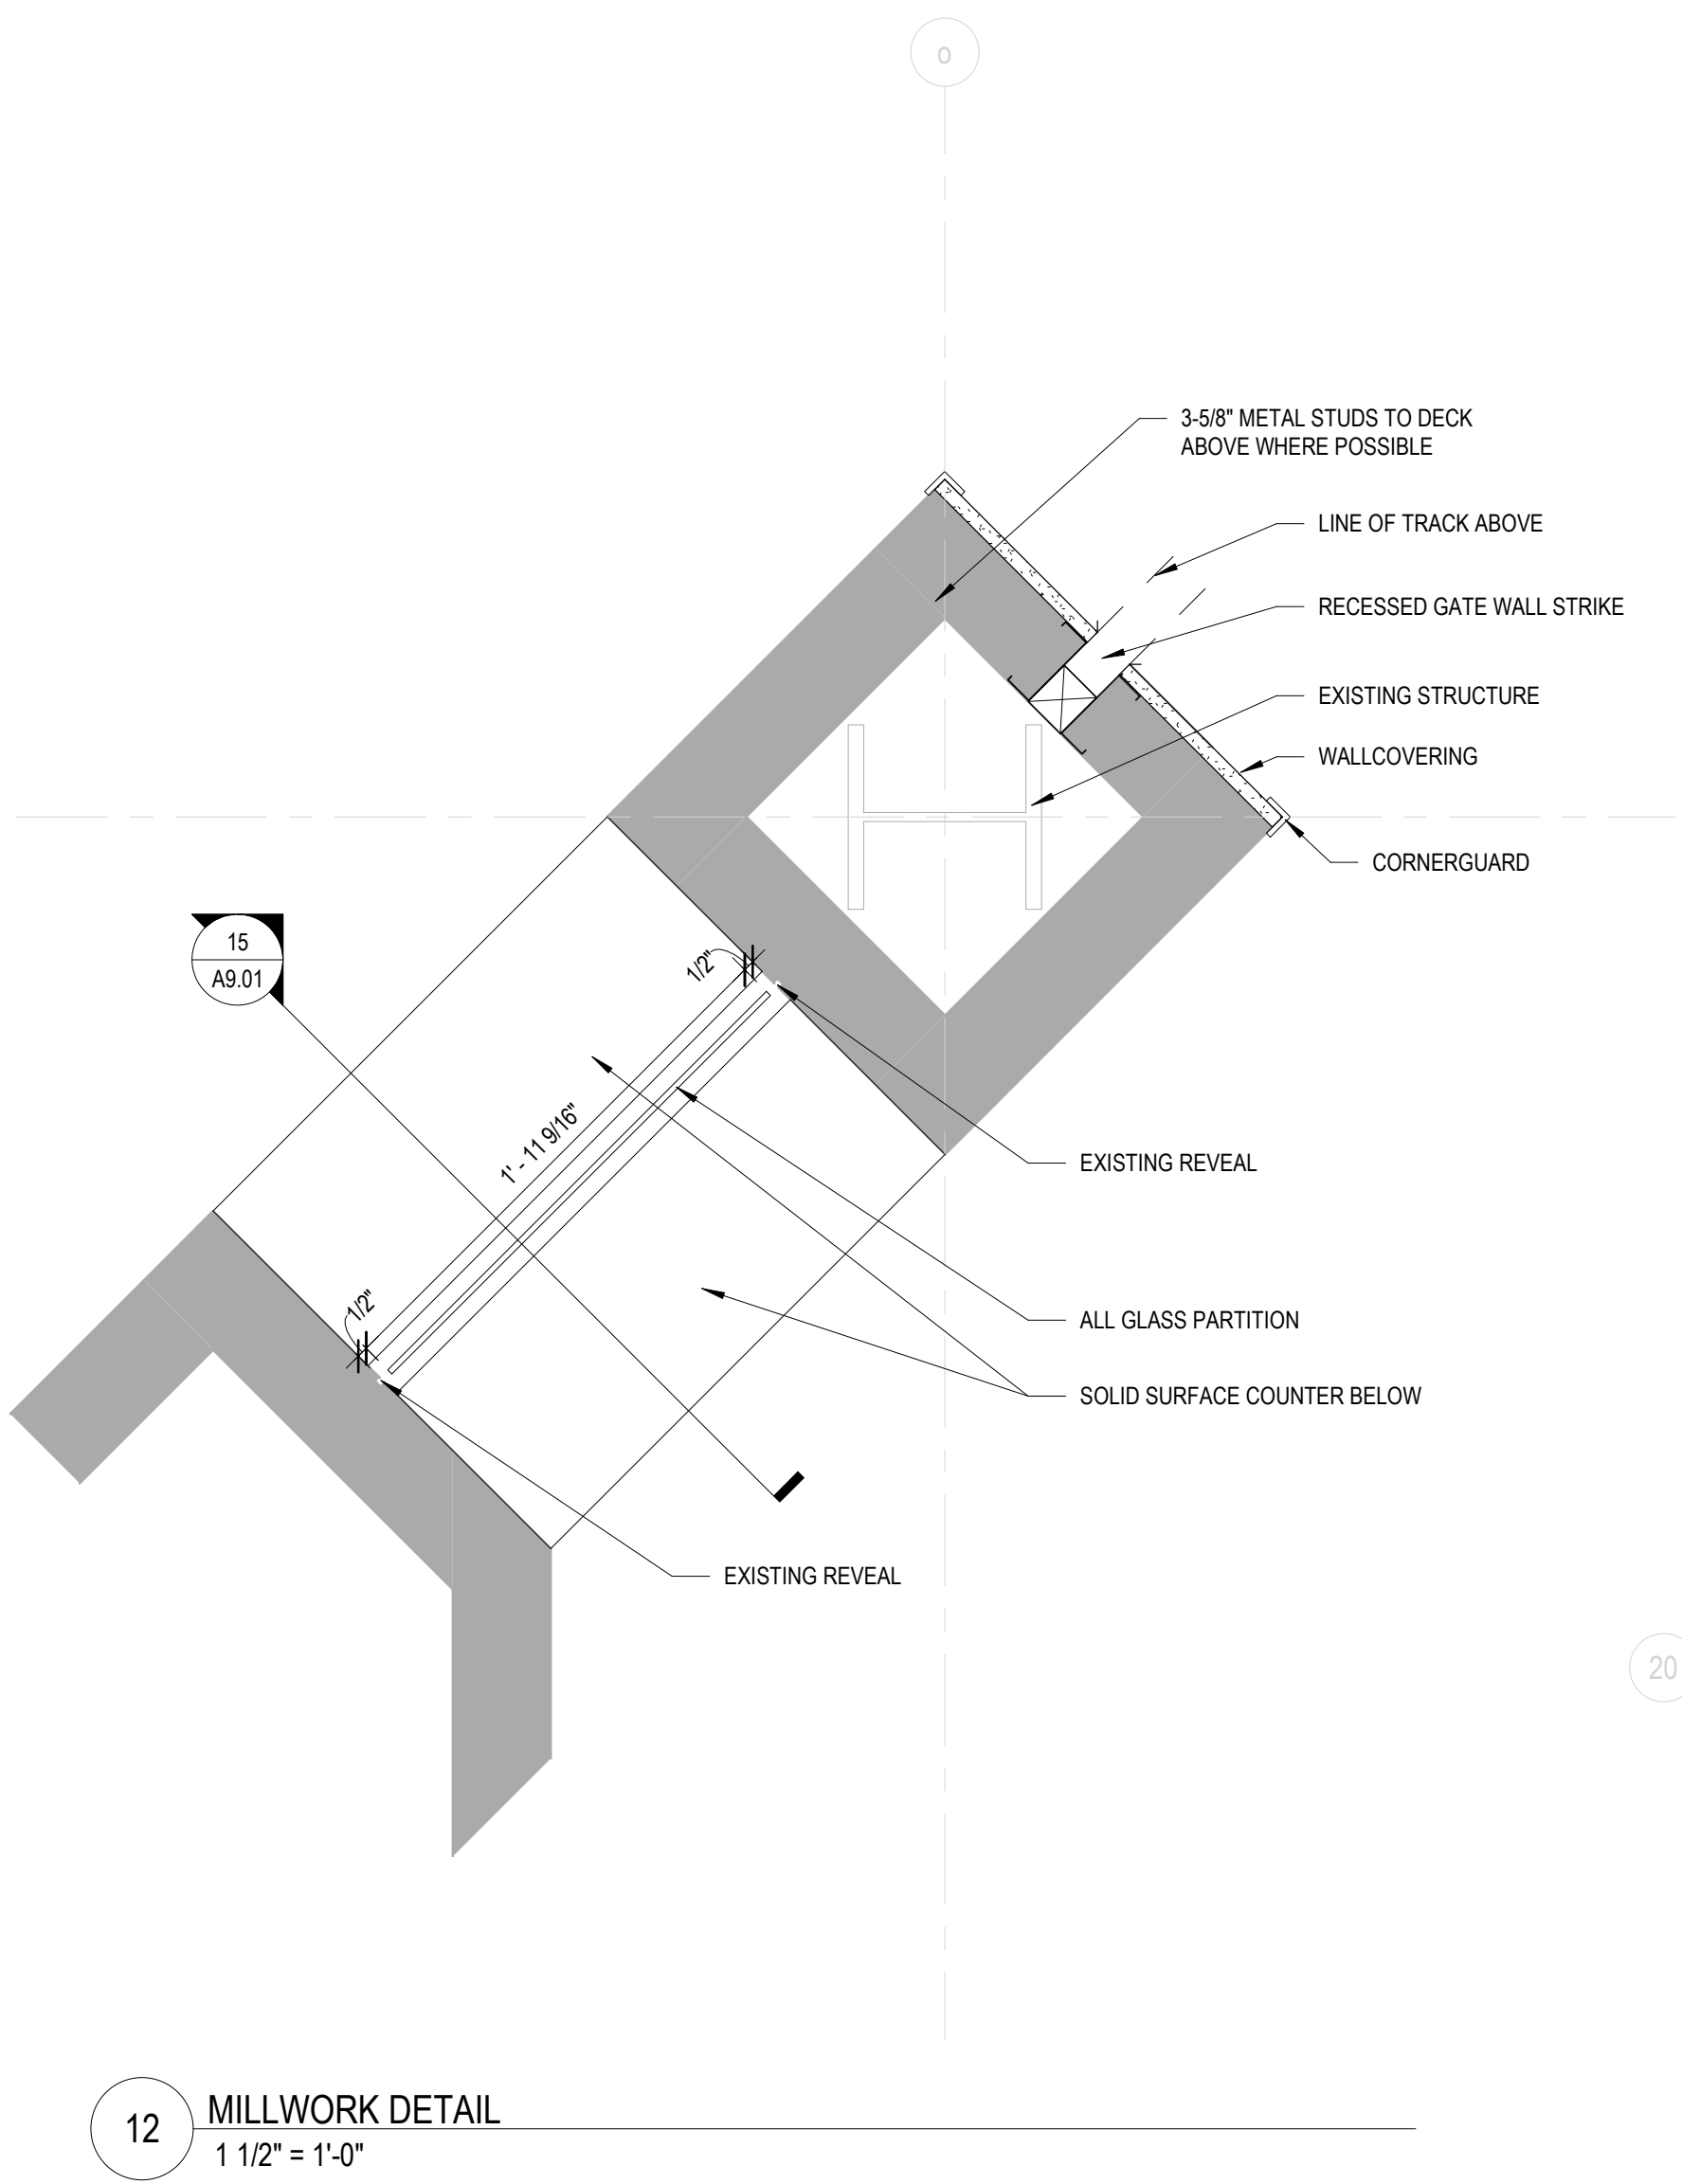 O
3-5/8" METAL STUDS TO DECK
ABOVE WHERE POSSIBLE
LINE OF TRACK ABOVE
RECESSED GATE WALL STRIKE
EXISTING STRUCTURE
WALLCOVERING
CORNERGUARD
15
A9.01
1/2"
1' - 11 9/16"
EXISTING REVEAL
1/2"
ALL GLASS PARTITION
SOLID SURFACE COUNTER BELOW
EXISTING REVEAL
20
12
MILLWORK DETAIL
1 1/2" = 1'-0"